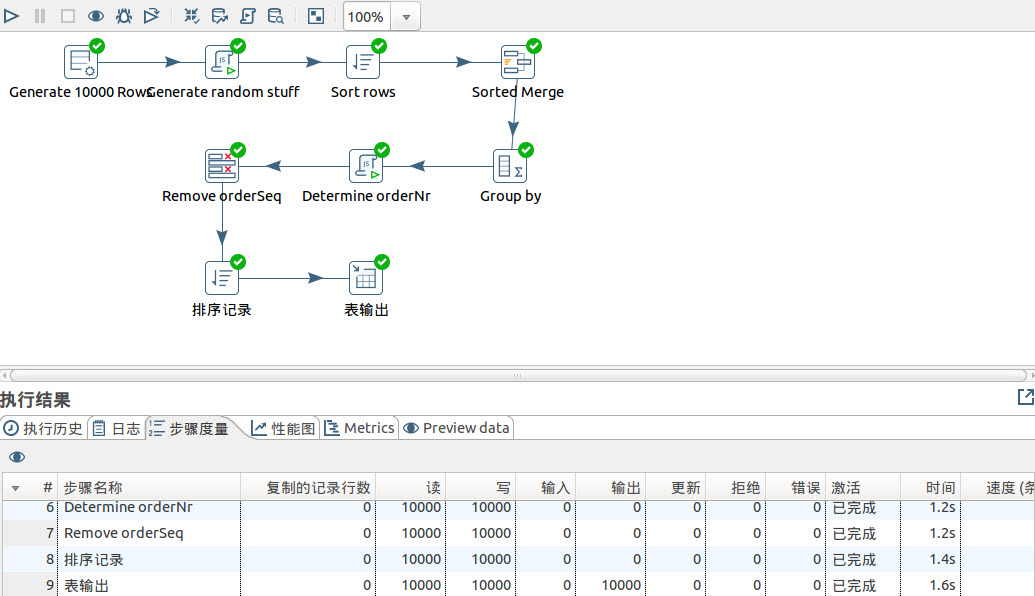 100%
Generate 10000 Rows
Generate random stuff
Sort rows
Sorted Merge
Remove orderSeq
Determine orderNr
Group by
排序记录
表输出
执行结果
执行历史 日志 步骤度量 性能图 Metrics Preview data
# 步骤名称 复制的记录行数 读 写 输入 输出 更新 拒绝 错误 激活 时间 速度 (条
6 Determine orderNr 0 10000 10000 0 0 0 0 0 已完成 1.2s
7 Remove orderSeq 0 10000 10000 0 0 0 0 0 已完成 1.2s
8 排序记录 0 10000 10000 0 0 0 0 0 已完成 1.4s
9 表输出 0 10000 10000 0 10000 0 0 0 已完成 1.6s